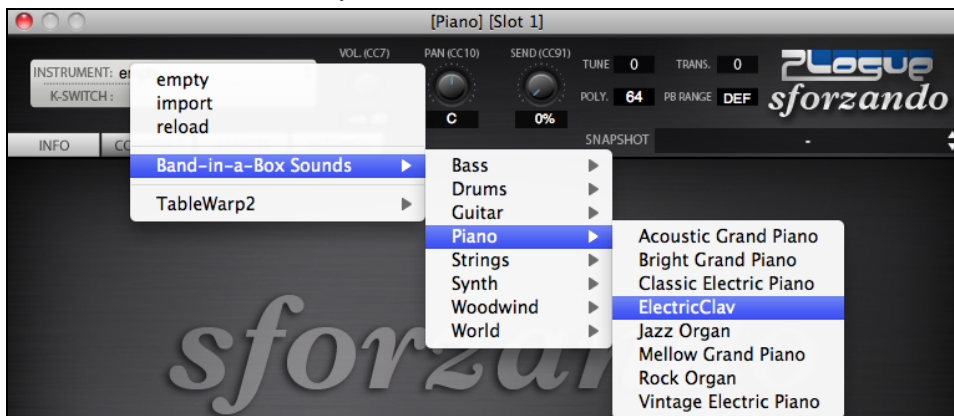 [Piano] [Slot 1]
VOL. (CC7) PAN (CC10) SEND (CC91)
TUNE 0 TRANS. 0
PLOGUE
INSTRUMENT:
K-SWITCH :
POLY. 64 PB RANGE DEF
sforzando
C 0%
INFO
SNAPSHOT -
empty
import
reload
Band-in-a-Box Sounds
TableWarp2
Bass
Drums
Guitar
Piano
Strings
Synth
Woodwind
World
Acoustic Grand Piano
Bright Grand Piano
Classic Electric Piano
ElectricClav
Jazz Organ
Mellow Grand Piano
Rock Organ
Vintage Electric Piano
sforzando